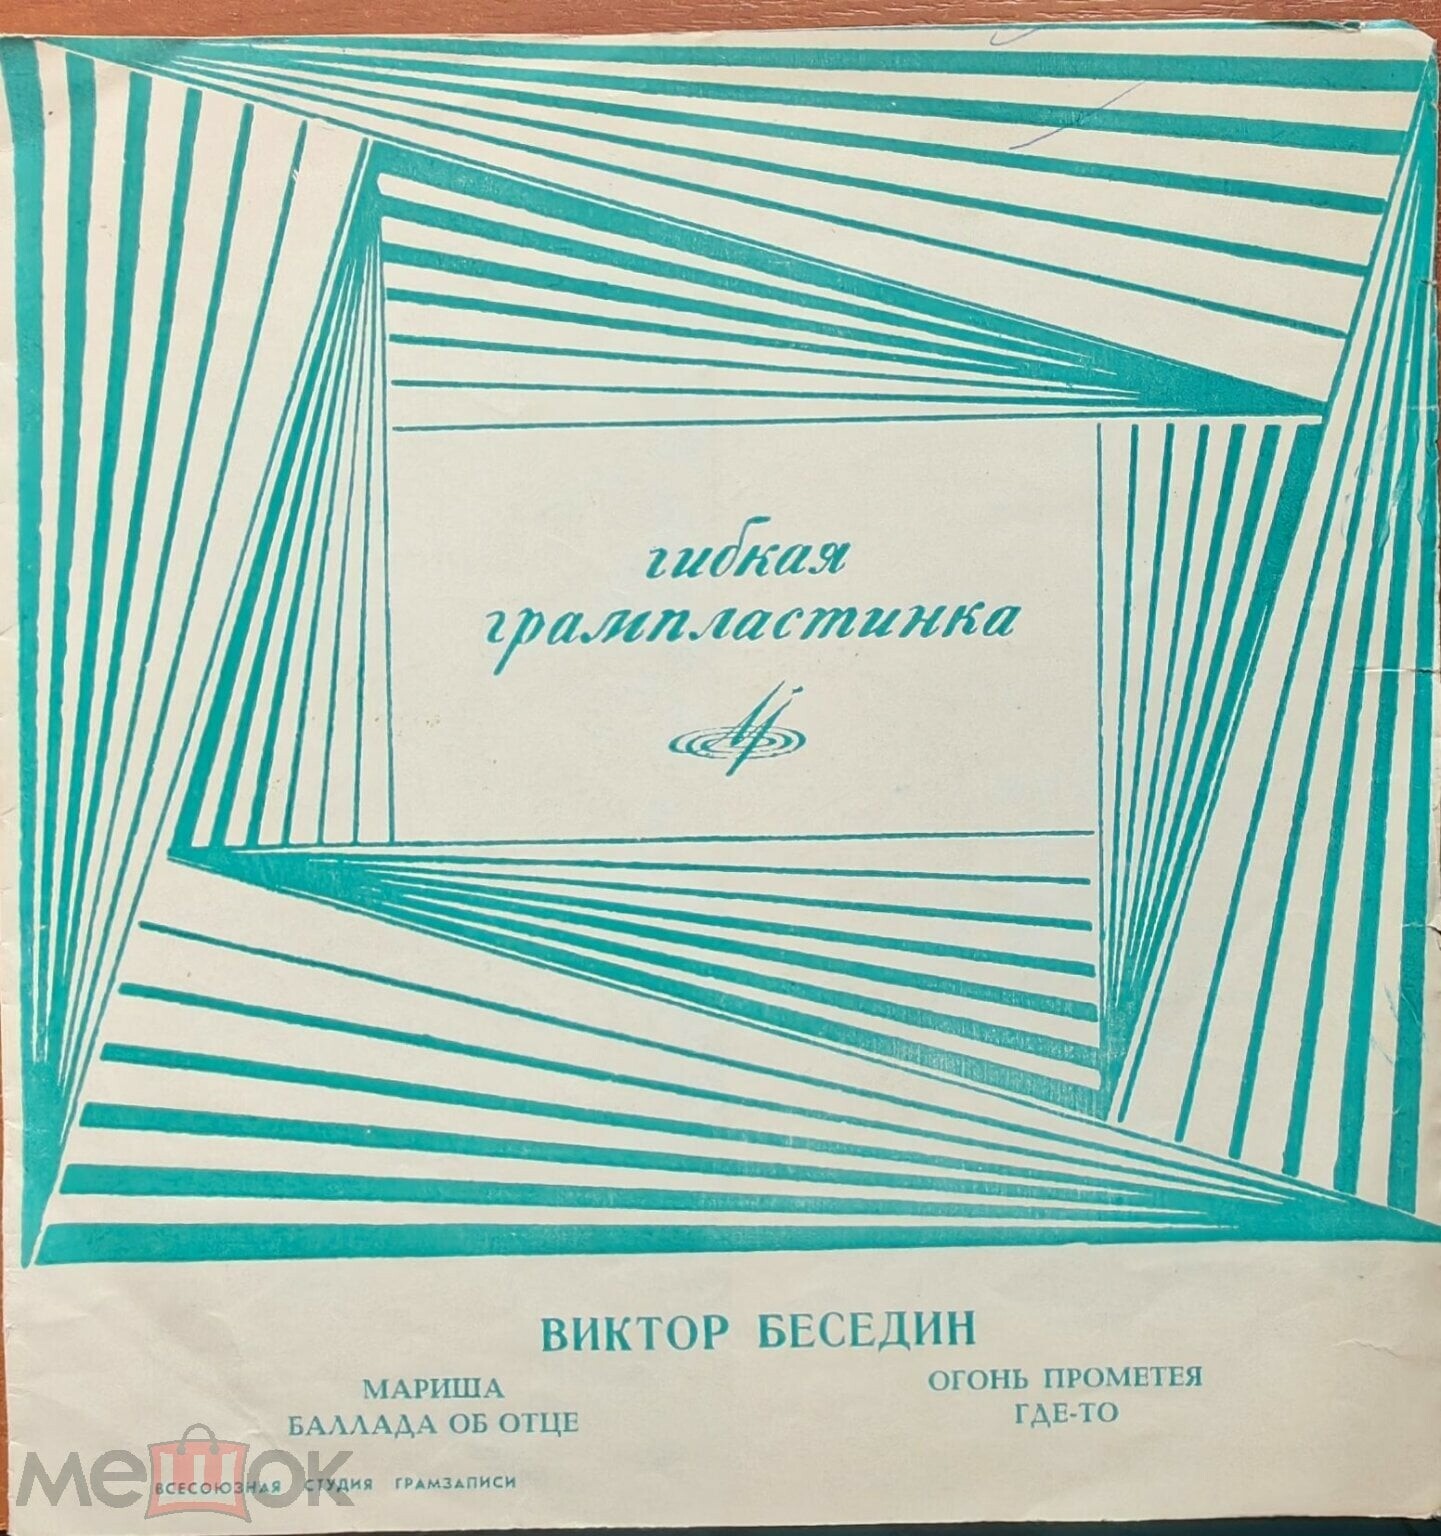 гибкая
грампластинка
ВИКТОР БЕСЕДИН
МАРИША
БАЛЛАДА ОБ ОТЦЕ
ОГОНЬ ПРОМЕТЕЯ
ГДЕ-ТО
ВСЕСОЮЗНАЯ СТУДИЯ ГРАМЗАПИСИ
мешок